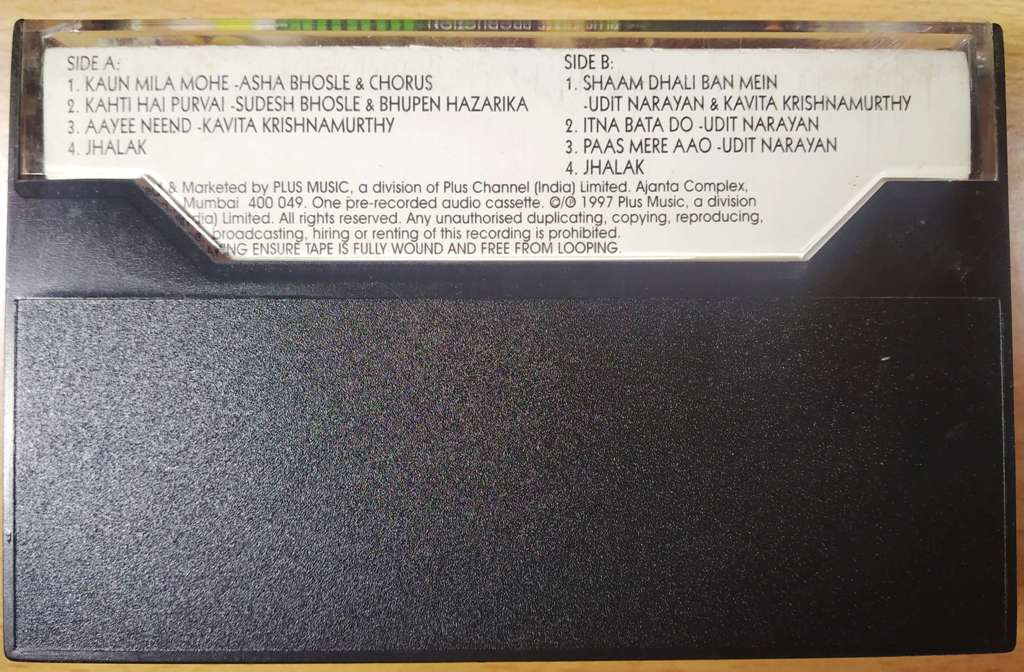 SIDE A:
1. KAUN MILA MOHE -ASHA BHOSLE & CHORUS
2. KAHTI HAI PURVAI -SUDESH BHOSLE & BHUPEN HAZARIKA
3. AAYEE NEEND -KAVITA KRISHNAMURTHY
4. JHALAK
SIDE B:
1. SHAAM DHALI BAN MEIN
-UDIT NARAYAN & KAVITA KRISHNAMURTHY
2. ITNA BATA DO -UDIT NARAYAN
3. PAAS MERE AAO -UDIT NARAYAN
4. JHALAK
& Marketed by PLUS MUSIC, a division of Plus Channel (India) Limited. Ajanta Complex,
Mumbai 400 049. One pre-recorded audio cassette. ©/℗ 1997 Plus Music, a division
Limited. All rights reserved. Any unauthorised duplicating, copying, reproducing,
broadcasting, hiring or renting of this recording is prohibited.
ENSURE TAPE IS FULLY WOUND AND FREE FROM LOOPING.